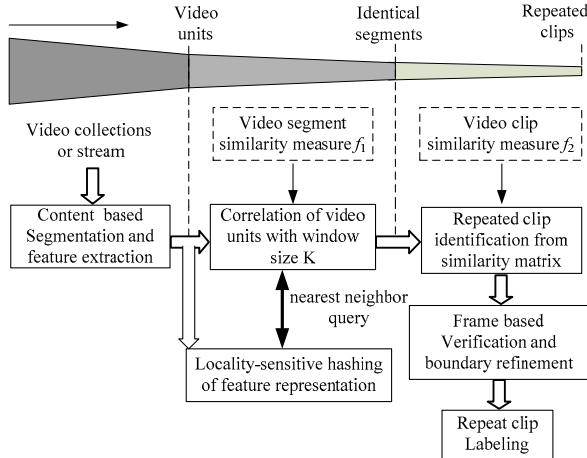 Video
units
Identical
segments
Repeated
clips
Video collections
or stream
Video segment
similarity measure f1
Video clip
similarity measure f2
Content based
Segmentation and
feature extraction
Correlation of video
units with window
size K
Repeated clip
identification from
similarity matrix
nearest neighbor
query
Frame based
Verification and
boundary refinement
Locality-sensitive hashing
of feature representation
Repeat clip
Labeling